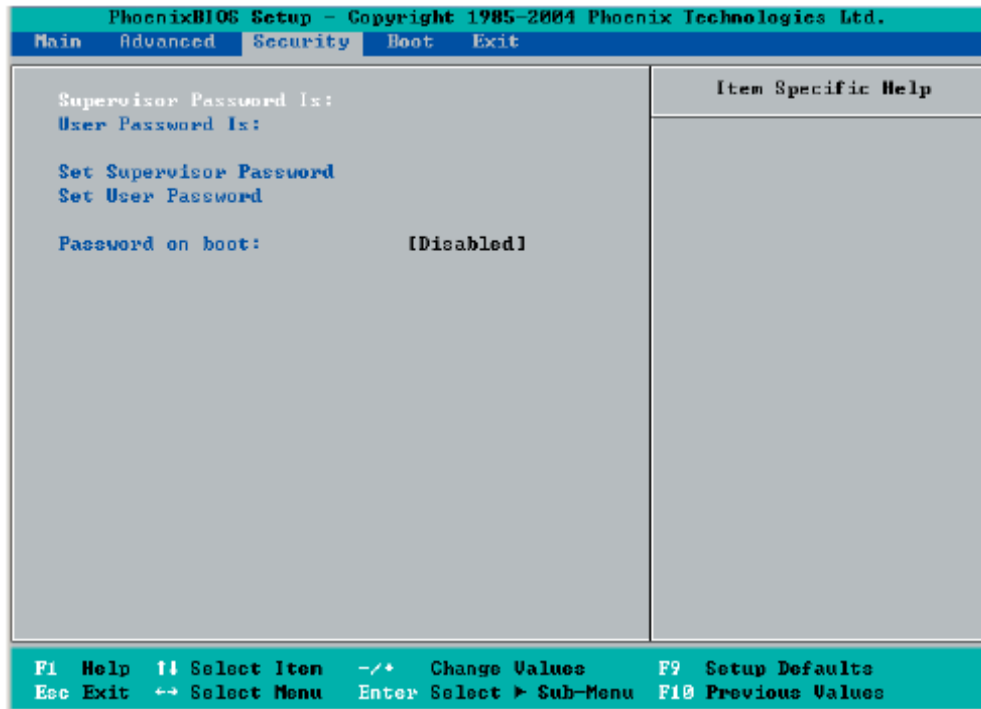 PhoenixBIOS Setup - Copyright 1985-2004 Phoenix Technologies Ltd.
Main Advanced Security Boot Exit
Supervisor Password Is:
User Password Is:
Set Supervisor Password
Set User Password
Password on boot: [Disabled]
Item Specific Help
F1 Help ↑↓ Select Item -/+ Change Values F9 Setup Defaults
Esc Exit ↔ Select Menu Enter Select ► Sub-Menu F10 Previous Values